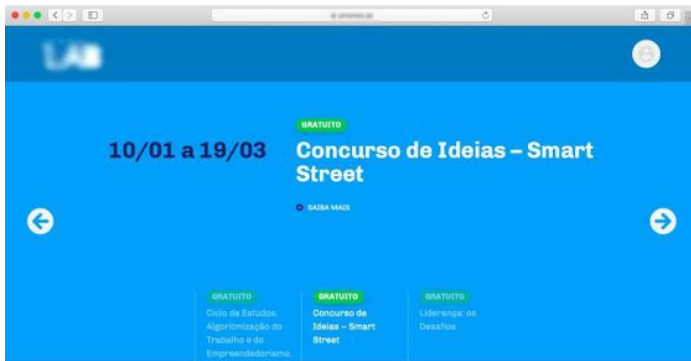 GRATUITO
10/01 a 19/03
Concurso de Ideias – Smart
Street
SAIBA MAIS
GRATUITO
Ciclo de Estudos.
Algoritmização do
Trabalho e do
Empreendedorismo.
GRATUITO
Concurso de
Ideias – Smart
Street
GRATUITO
Liderança: os
Desafios